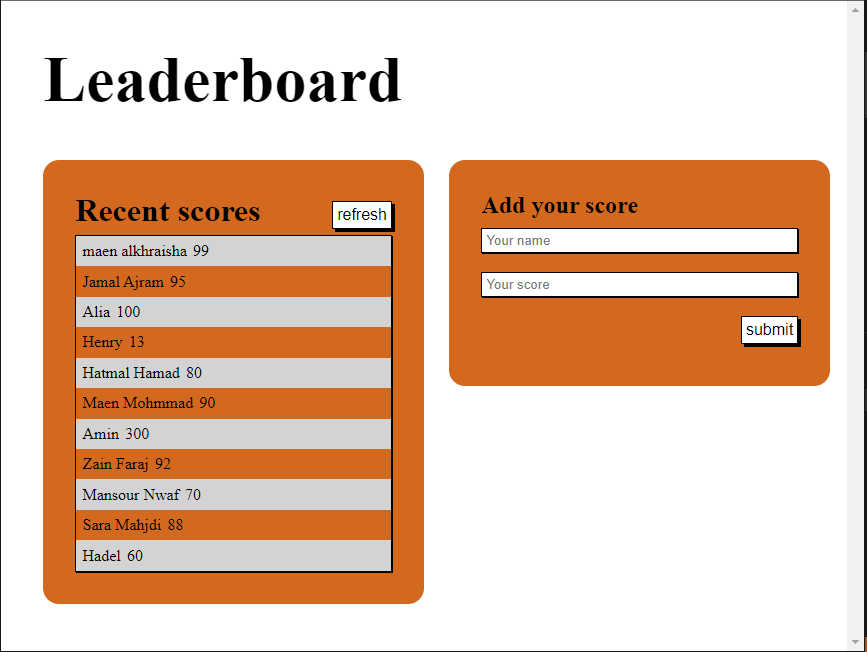 Leaderboard
Recent scores
refresh
maen alkhraisha 99
Jamal Ajram 95
Alia 100
Henry 13
Hatmal Hamad 80
Maen Mohmmad 90
Amin 300
Zain Faraj 92
Mansour Nwaf 70
Sara Mahjdi 88
Hadel 60
Add your score
Your name
Your score
submit